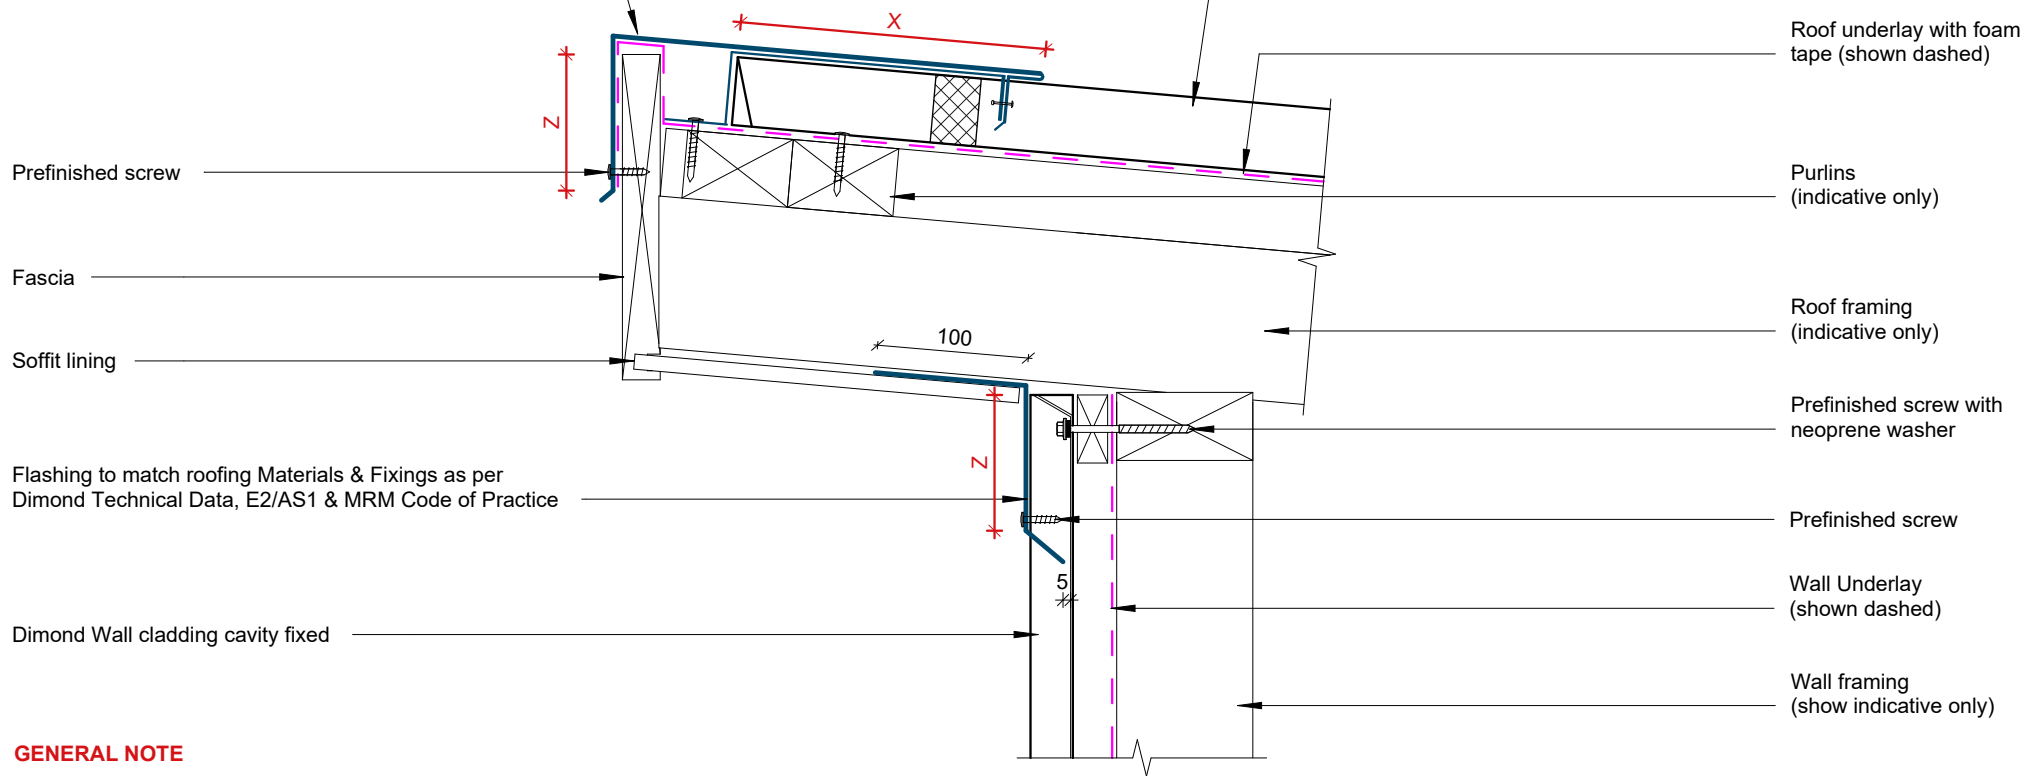 X
Roof underlay with foam
tape (shown dashed)
Z
Prefinished screw
Purlins
(indicative only)
Fascia
Roof framing
(indicative only)
100
Soffit lining
Prefinished screw with
neoprene washer
Z
Flashing to match roofing Materials & Fixings as per
Dimond Technical Data, E2/AS1 & MRM Code of Practice
Prefinished screw
5
Wall Underlay
(shown dashed)
Dimond Wall cladding cavity fixed
Wall framing
(show indicative only)
GENERAL NOTE